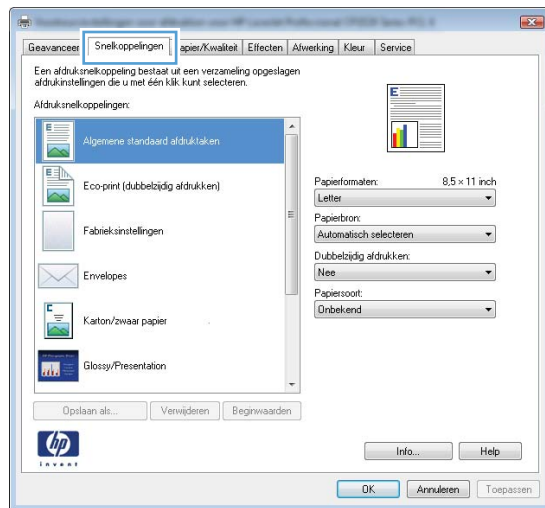 Geavanceer Snelkoppelingen apier/Kwaliteit Effecten Afwerking Kleur Service
Een afdruksnelkoppeling bestaat uit een verzameling opgeslagen
afdrukinstellingen die u met één klik kunt selecteren.
Afdruksnelkoppelingen:
Algemene standaard afdruktaken
Eco-print (dubbelzijdig afdrukken)
Fabrieksinstellingen
Envelopes
Karton/zwaar papier
Glossy/Presentation
Opslaan als... Verwijderen Beginwaarden
E
Papierformaten: 8,5 × 11 inch
Letter
Papierbron:
Automatisch selecteren
Dubbelzijdig afdrukken:
Nee
Papiersoort:
Onbekend
hp
invent
Info... Help
OK Annuleren Toepassen